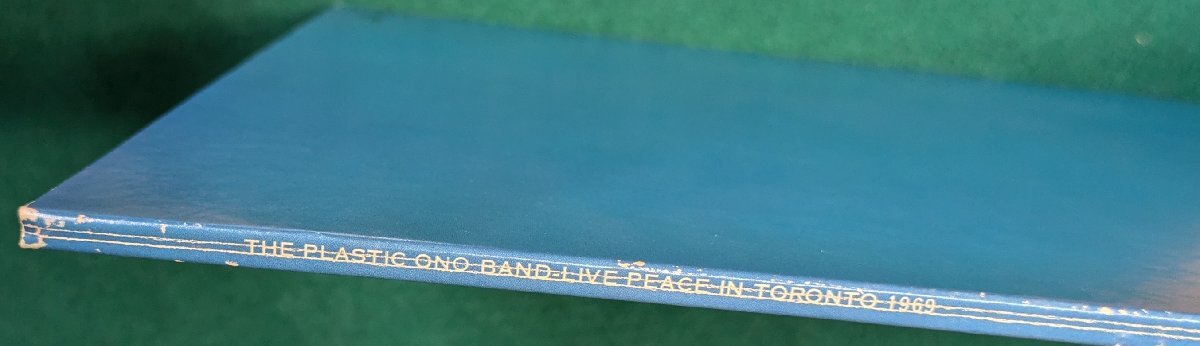 THE PLASTIC ONO BAND-LIVE PEACE IN TORONTO 1969